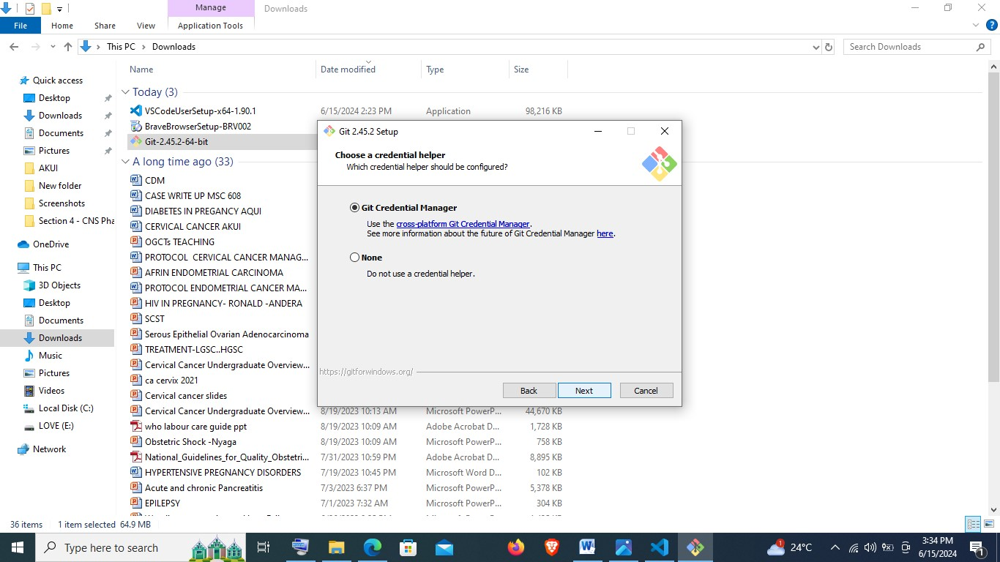 Manage
Downloads
File
Home
Share
View
Application Tools
This PC
Downloads
Search Downloads
Name
Date modified
Type
Size
Quick access
Desktop
Downloads
Documents
Pictures
AKUI
New folder
Screenshots
Section 4 - CNS Pha
OneDrive
This PC
3D Objects
Desktop
Documents
Downloads
Music
Pictures
Videos
Local Disk (C:)
LOVE (E:)
Network
Today (3)
VSCodeUserSetup-x64-1.90.1 6/15/2024 2:23 PM Application 98,216 KB
BraveBrowserSetup-BRV002
Git-2.45.2-64-bit
A long time ago (33)
CDM
CASE WRITE UP MSC 608
DIABETES IN PREGANCY AQUI
CERVICAL CANCER AKUI
OGCTs TEACHING
PROTOCOL CERVICAL CANCER MANAG...
AFRIN ENDOMETRIAL CARCINOMA
PROTOCOL ENDOMETRIAL CANCER MA...
HIV IN PREGNANCY- RONALD -ANDERA
SCST
Serous Epithelial Ovarian Adenocarcinoma
TREATMENT-LGSC..HGSC
Cervical Cancer Undergraduate Overview...
ca cervix 2021
Cervical cancer slides
Cervical Cancer Undergraduate Overview... 8/19/2023 10:13 AM Microsoft PowerP... 44,670 KB
who labour care guide ppt 8/19/2023 10:09 AM Adobe Acrobat D... 1,728 KB
Obstetric Shock -Nyaga 8/19/2023 10:09 AM Microsoft PowerP... 758 KB
National_Guidelines_for_Quality_Obstetri... 7/31/2023 10:59 PM Adobe Acrobat D... 8,895 KB
HYPERTENSIVE PREGNANCY DISORDERS 7/19/2023 10:45 PM Microsoft Word D... 102 KB
Acute and chronic Pancreatitis 7/3/2023 6:37 PM Microsoft PowerP... 5,378 KB
EPILEPSY 7/1/2023 7:32 AM Microsoft PowerP... 304 KB
Git 2.45.2 Setup
Choose a credential helper
Which credential helper should be configured?
Git Credential Manager
Use the cross-platform Git Credential Manager.
See more information about the future of Git Credential Manager here.
None
Do not use a credential helper.
https://gitforwindows.org/
Back
Next
Cancel
36 items
1 item selected 64.9 MB
Type here to search
1
24°C
3:34 PM
6/15/2024
1